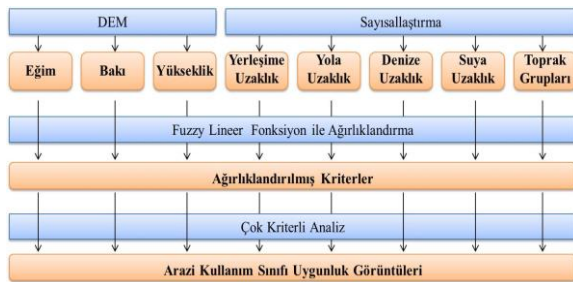 DEM Sayısallaştırma
Eğim Bakı Yükseklik Yerleşime Uzaklık Yola Uzaklık Denize Uzaklık Suya Uzaklık Toprak Grupları
Fuzzy Lineer Fonksiyon ile Ağırlıklandırma
Ağırlıklandırılmış Kriterler
Çok Kriterli Analiz
Arazi Kullanım Sınıfı Uygunluk Görüntüleri